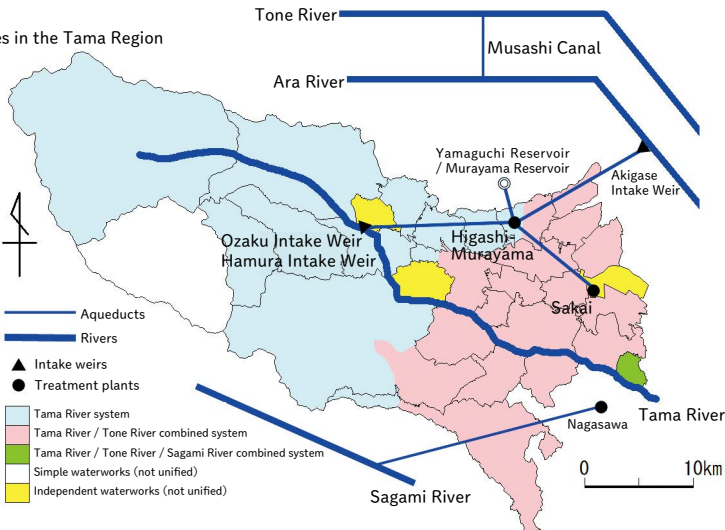 Tone River
es in the Tama Region
Musashi Canal
Ara River
Yamaguchi Reservoir
/ Murayama Reservoir
Akigase
Intake Weir
Ozaku Intake Weir
Hamura Intake Weir
Higashi-
Murayama
Sakai
Aqueducts
Rivers
Intake weirs
Treatment plants
Tama River
Nagasawa
Tama River system
Tama River / Tone River combined system
Tama River / Tone River / Sagami River combined system
Simple waterworks (not unified)
Independent waterworks (not unified)
Sagami River
0 10km